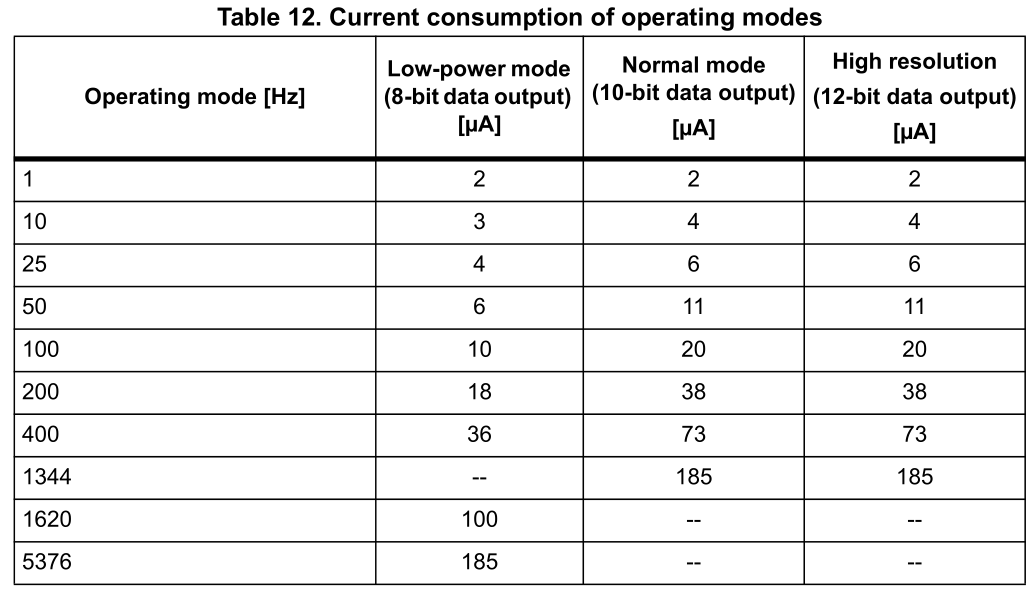 Table 12. Current consumption of operating modes
Operating mode [Hz] Low-power mode (8-bit data output) [µA] Normal mode (10-bit data output) [µA] High resolution (12-bit data output) [µA]
1 2 2 2
10 3 4 4
25 4 6 6
50 6 11 11
100 10 20 20
200 18 38 38
400 36 73 73
1344 -- 185 185
1620 100 -- --
5376 185 -- --